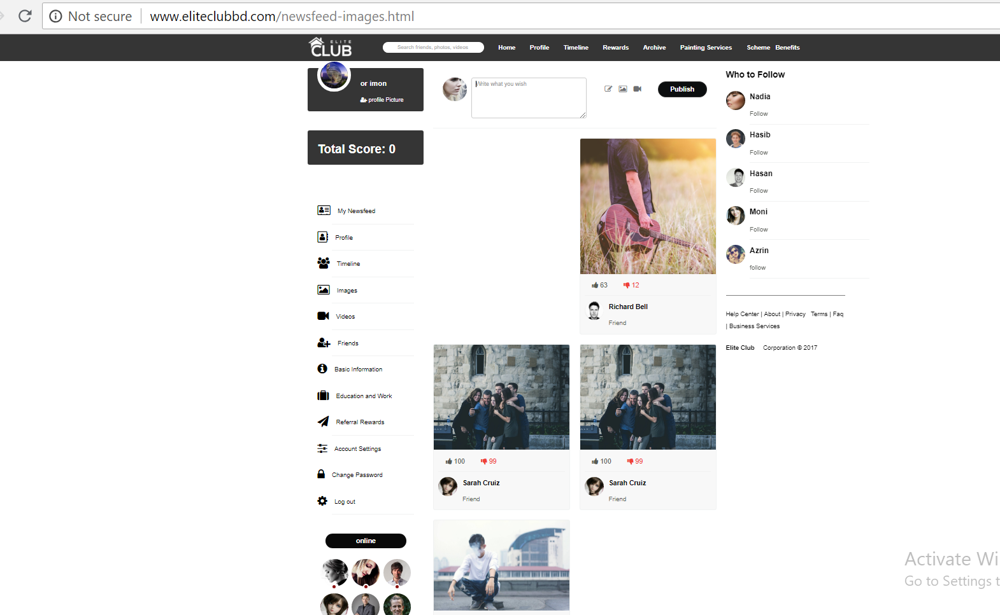 Not secure www.eliteclubbd.com/newsfeed-images.html
ELITE
CLUB
Search friends, photos, videos
Home Profile Timeline Rewards Archive Painting Services Scheme Benefits
or imon
profile Picture
Total Score: 0
My Newsfeed
Profile
Timeline
Images
Videos
Friends
Basic Information
Education and Work
Referral Rewards
Account Settings
Change Password
Log out
online
Write what you wish
Publish
63 12
Richard Bell
Friend
100 99
Sarah Cruiz
Friend
100 99
Sarah Cruiz
Friend
Who to Follow
Nadia
Follow
Hasib
Follow
Hasan
Follow
Moni
Follow
Azrin
follow
Help Center | About | Privacy Terms | Faq
| Business Services
Elite Club Corporation © 2017
Activate Wi
Go to Settings t